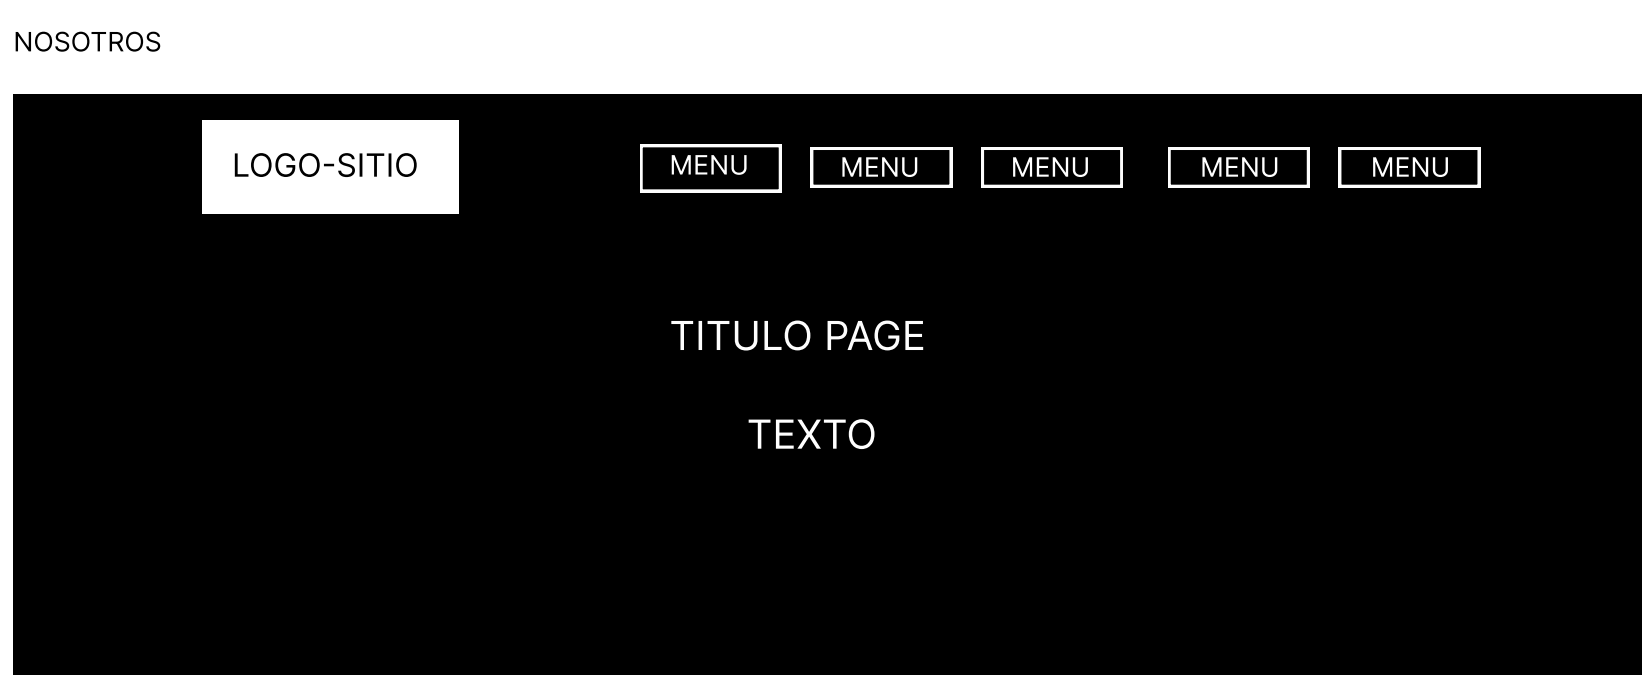 NOSOTROS
LOGO-SITIO
MENU MENU MENU MENU MENU
TITULO PAGE
TEXTO